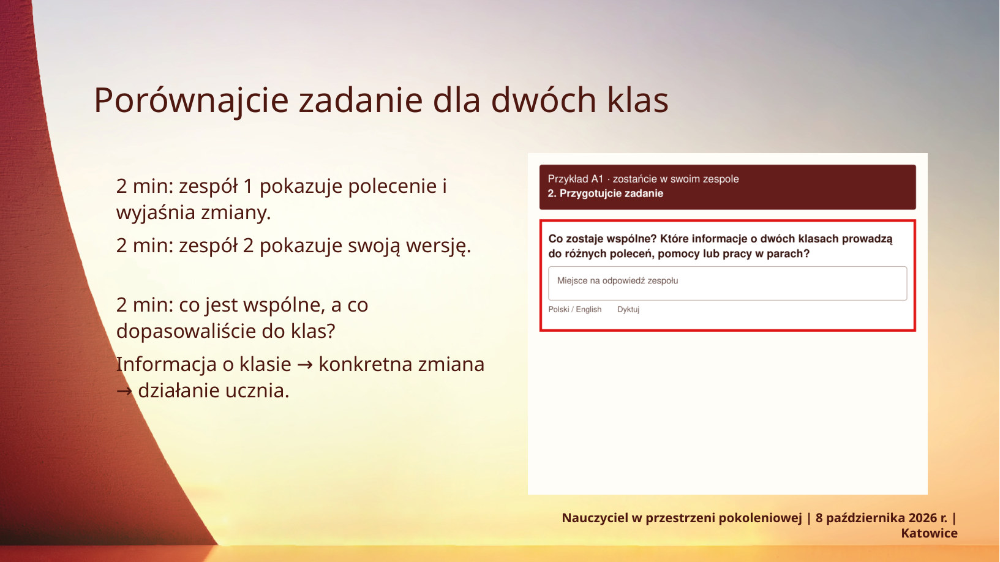 Porównajcie zadanie dla dwóch klas
2 min: zespół 1 pokazuje polecenie i
wyjaśnia zmiany.
2 min: zespół 2 pokazuje swoją wersję.
2 min: co jest wspólne, a co
dopasowaliście do klas?
Informacja o klasie → konkretna zmiana
→ działanie ucznia.
Przykład A1 · zostańcie w swoim zespole
2. Przygotujcie zadanie
Co zostaje wspólne? Które informacje o dwóch klasach prowadzą
do różnych poleceń, pomocy lub pracy w parach?
Miejsce na odpowiedź zespołu
Polski / English Dyktuj
Nauczyciel w przestrzeni pokoleniowej | 8 października 2026 r. |
Katowice